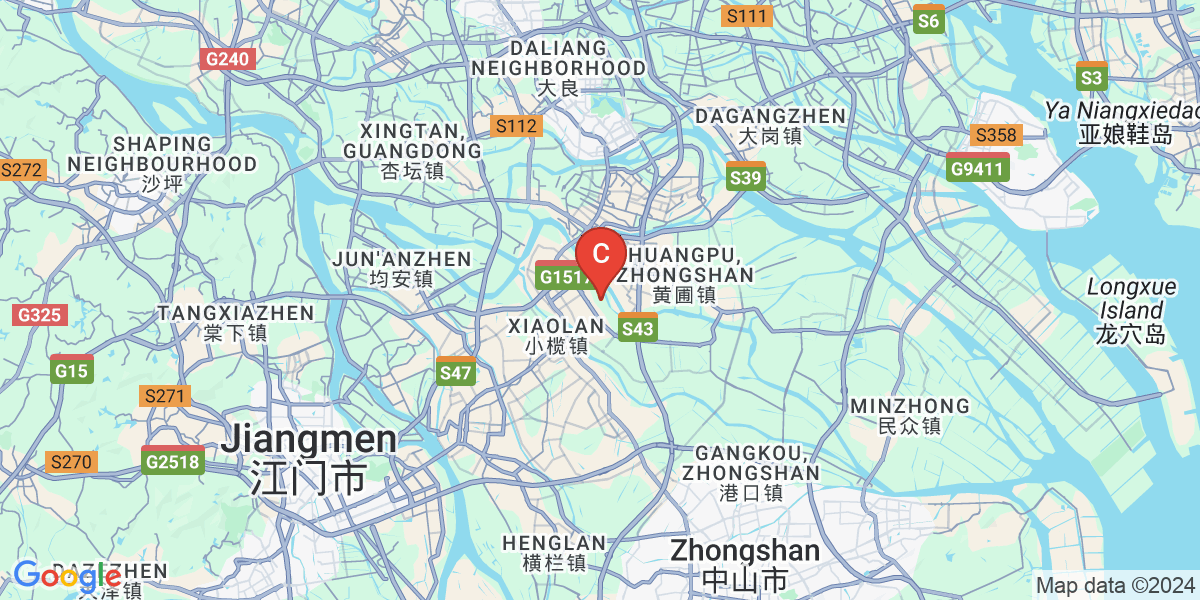 S111
S6
G240
DALIANG
NEIGHBORHOOD
大良
S3
Ya Niangxiedao
亚娘鞋岛
S112
DAGANGZHEN
大岗镇
S358
XINGTAN,
GUANGDONG
杏坛镇
SHAPING
NEIGHBOURHOOD
沙坪
S272
G9411
S39
C
HUANGPU,
ZHONGSHAN
黄圃镇
JUN'ANZHEN
均安镇
G1517
Longxue
Island
龙穴岛
G325
TANGXIAZHEN
棠下镇
XIAOLAN
小榄镇
S43
G15
S47
S271
MINZHONG
民众镇
Jiangmen
江门市
S270
G2518
GANGKOU,
ZHONGSHAN
港口镇
HENGLAN
横栏镇
Zhongshan
中山市
Google
Map data ©2024